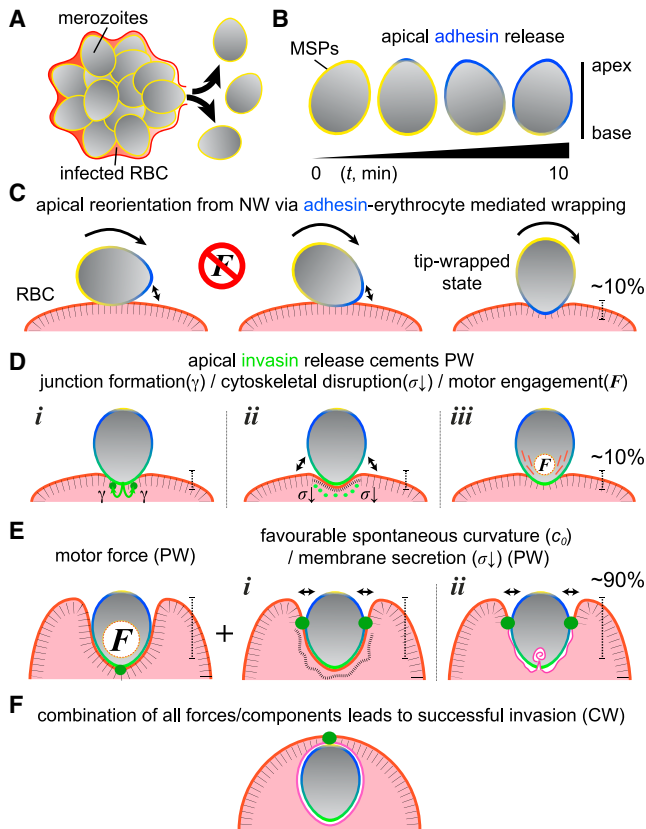 A
merozoites
infected RBC
B
apical adhesin release
MSPs
apex
base
0 (t, min) 10
C
apical reorientation from NW via adhesin-erythrocyte mediated wrapping
RBC
F
tip-wrapped
state
~10%
D
apical invasin release cements PW
junction formation(γ) / cytoskeletal disruption(σ↓) / motor engagement(F)
i
ii
iii
γ γ
σ↓ σ↓
F
~10%
E
motor force (PW)
favourable spontaneous curvature (c₀)
/ membrane secretion (σ↓) (PW)
F
+
i
ii
~90%
F
combination of all forces/components leads to successful invasion (CW)